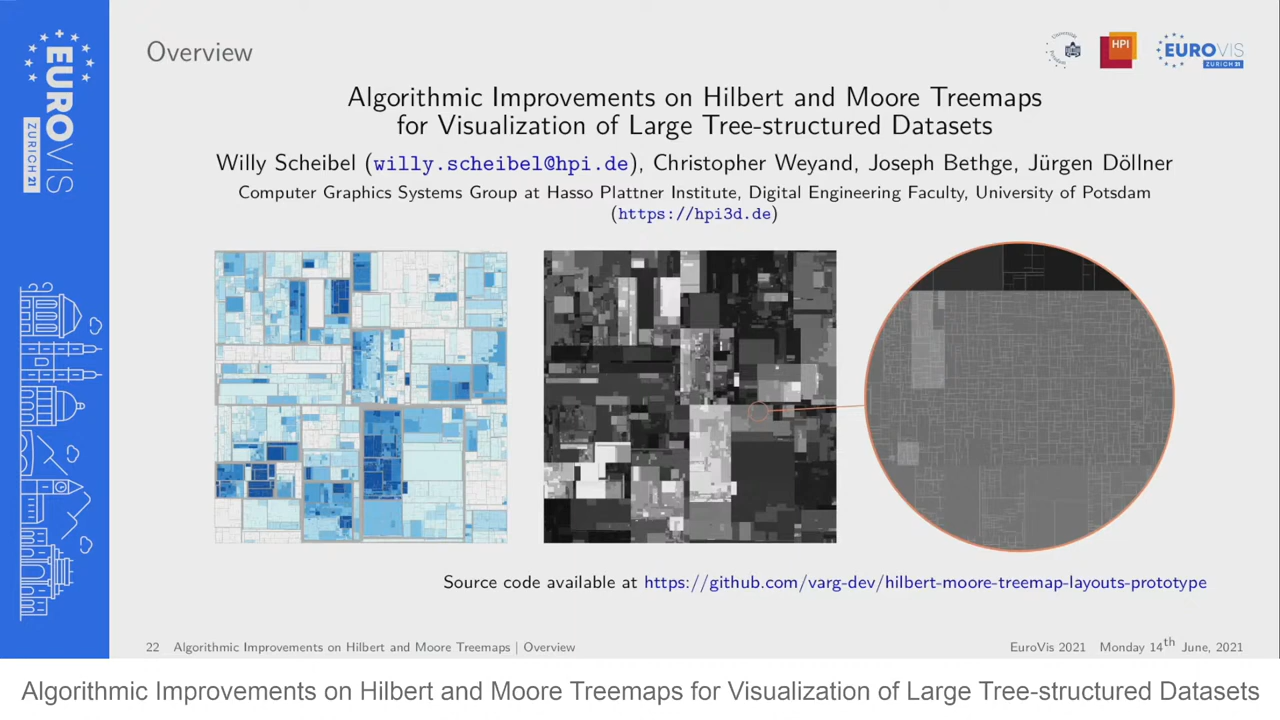 Overview
HPI
EUROVIS
ZURICH 21
EUROVIS
ZURICH 21
Algorithmic Improvements on Hilbert and Moore Treemaps
for Visualization of Large Tree-structured Datasets
Willy Scheibel (willy.scheibel@hpi.de), Christopher Weyand, Joseph Bethge, Jürgen Döllner
Computer Graphics Systems Group at Hasso Plattner Institute, Digital Engineering Faculty, University of Potsdam
(https://hpi3d.de)
Source code available at https://github.com/varg-dev/hilbert-moore-treemap-layouts-prototype
22 Algorithmic Improvements on Hilbert and Moore Treemaps | Overview EuroVis 2021 Monday 14th June, 2021
Algorithmic Improvements on Hilbert and Moore Treemaps for Visualization of Large Tree-structured Datasets